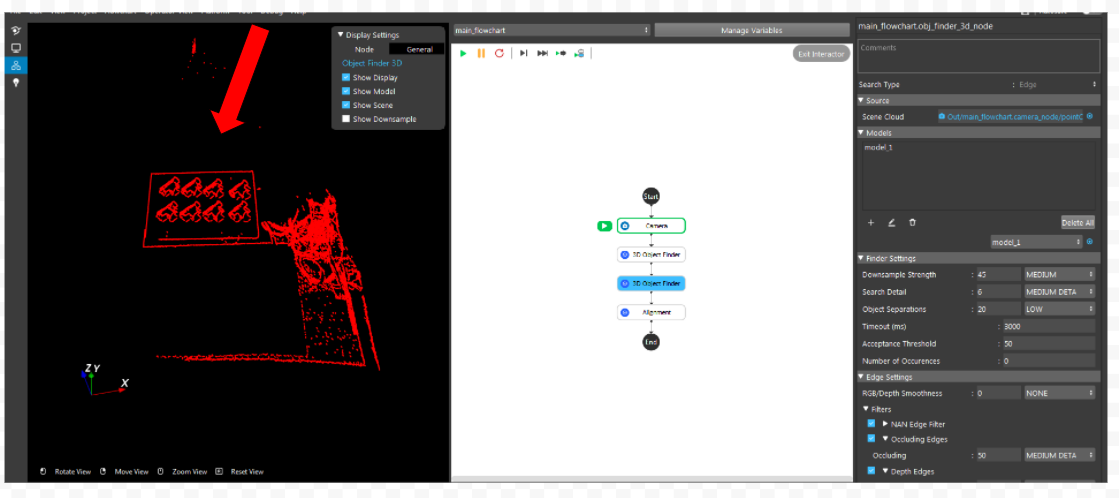 Display Settings
Node General
Object Finder 3D
Show Display
Show Model
Show Scene
Show Downsample
Z Y
X
Rotate View Move View Zoom View Reset View
main_flowchart
Manage Variables
Exit Interactor
Start
Camera
3D Object Finder
3D Object Finder
Alignment
End
main_flowchart.obj_finder_3d_node
Comments
Search Type : Edge
Source
Scene Cloud Out/main_flowchart.camera_node/pointC
Models
model_1
Delete All
model_1
Finder Settings
Downsample Strength : 45 MEDIUM
Search Detail : 6 MEDIUM DETA
Object Separations : 20 LOW
Timeout (ms) : 3000
Acceptance Threshold : 50
Number of Occurences : 0
Edge Settings
RGB/Depth Smoothness : 0 NONE
Filters
NAN Edge Filter
Occluding Edges
Occluding : 50 MEDIUM DETA
Depth Edges